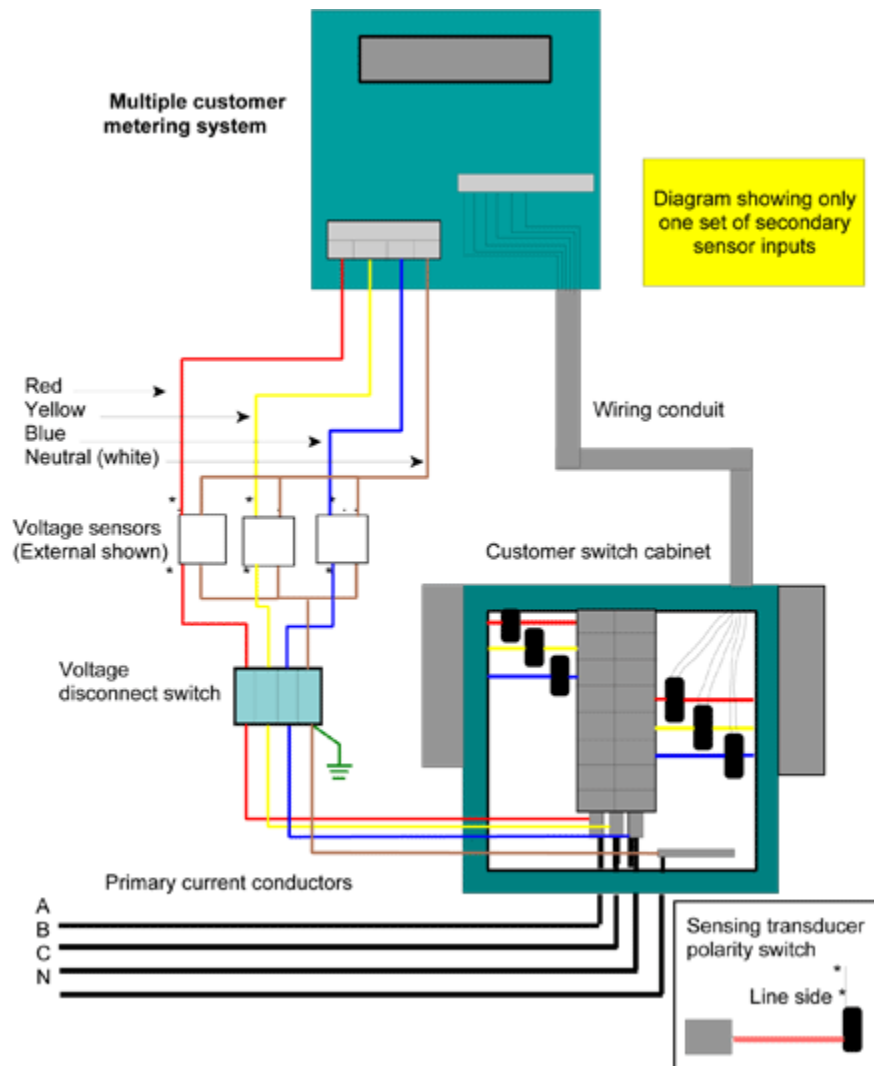 Multiple customer
metering system
Diagram showing only
one set of secondary
sensor inputs
Red
Yellow
Blue
Neutral (white)
Wiring conduit
* * *
Voltage sensors
(External shown)
* * *
Customer switch cabinet
Voltage
disconnect switch
Primary current conductors
A
B
C
N
Sensing transducer
polarity switch
*
Line side *